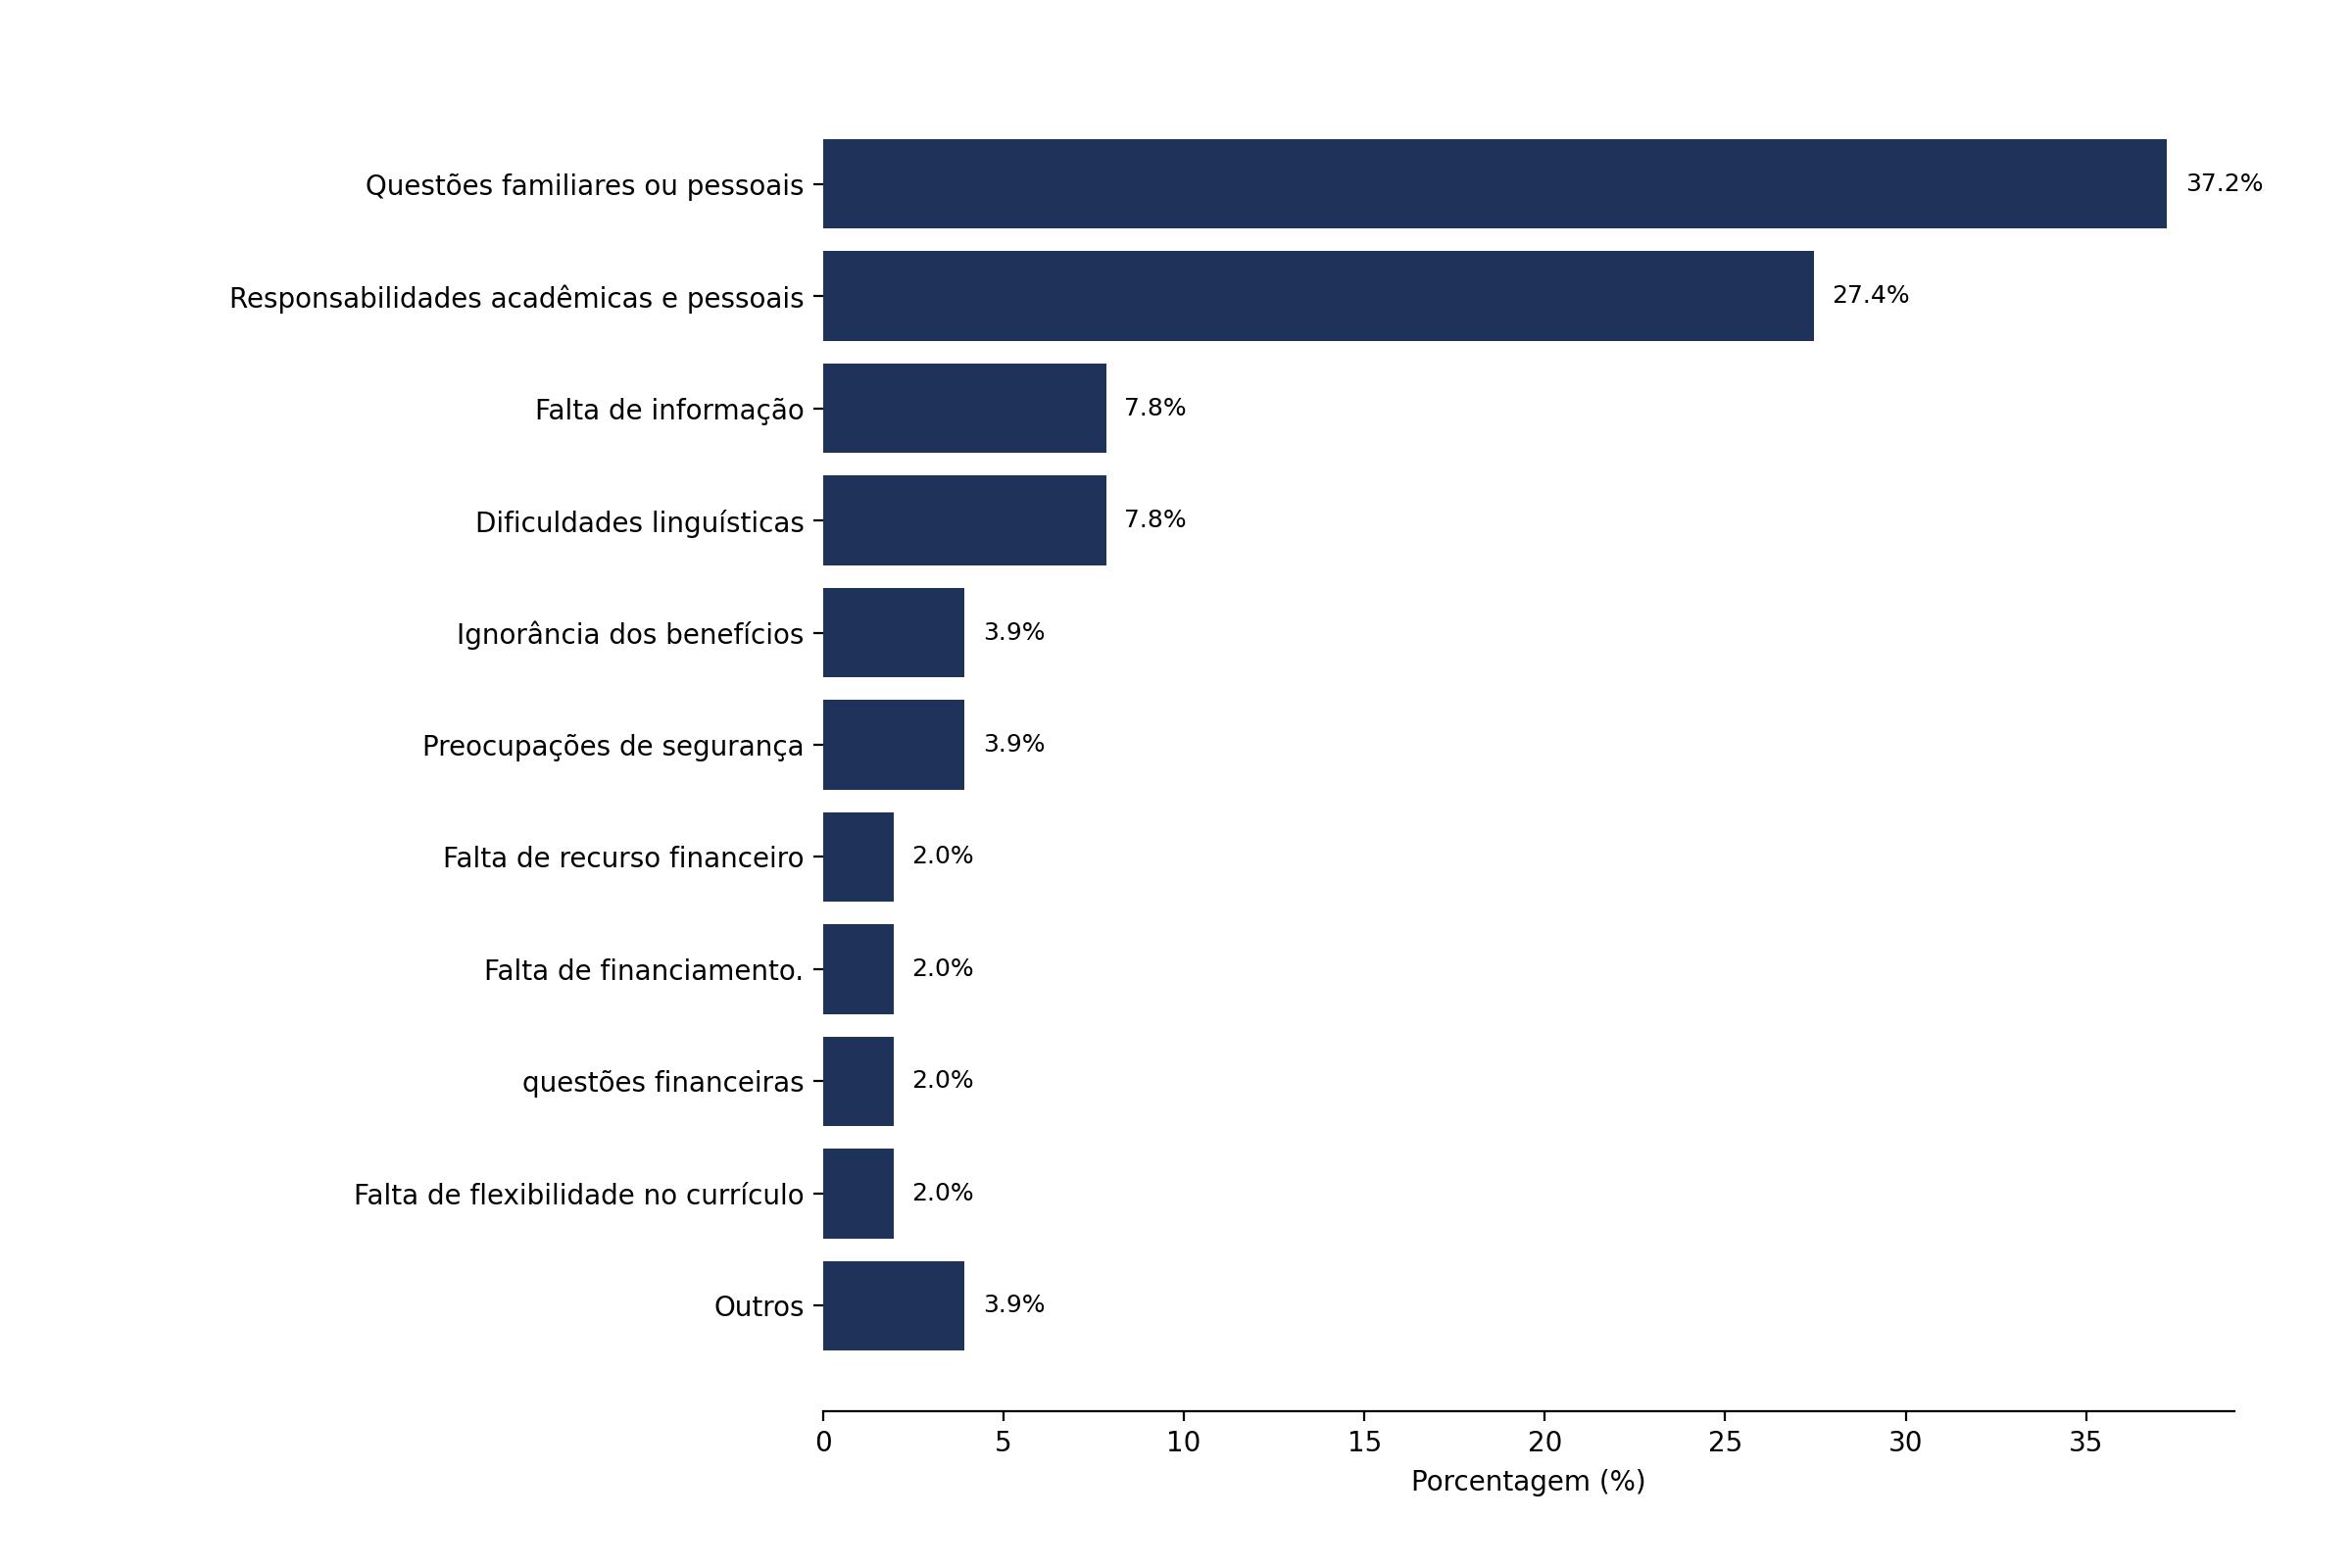 Questões familiares ou pessoais 37.2%
Responsabilidades acadêmicas e pessoais 27.4%
Falta de informação 7.8%
Dificuldades linguísticas 7.8%
Ignorância dos benefícios 3.9%
Preocupações de segurança 3.9%
Falta de recurso financeiro 2.0%
Falta de financiamento. 2.0%
questões financeiras 2.0%
Falta de flexibilidade no currículo 2.0%
Outros 3.9%
0 5 10 15 20 25 30 35
Porcentagem (%)